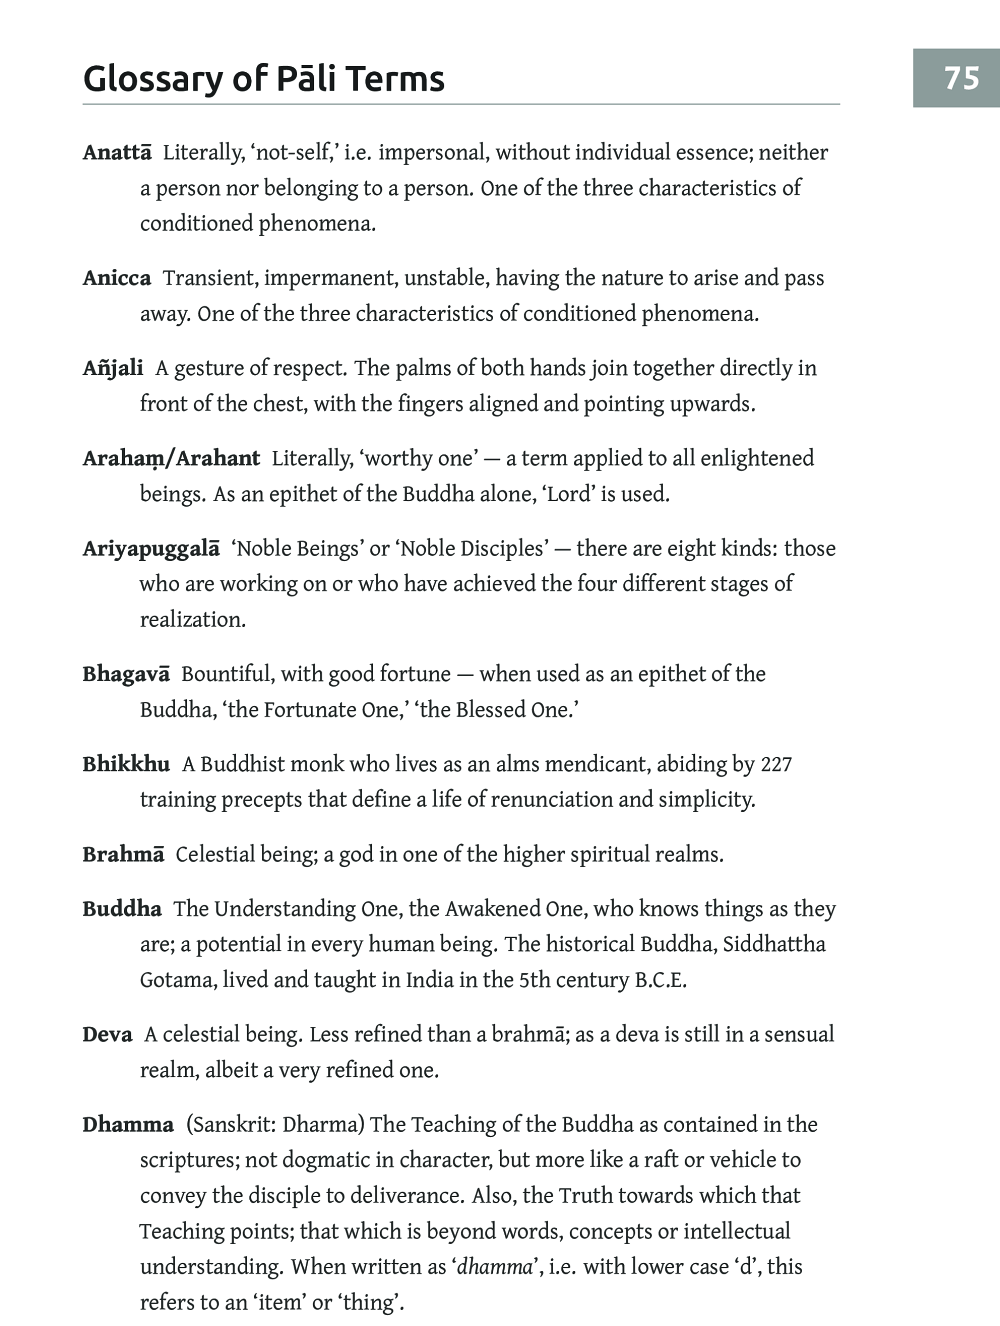 Glossary of Pāli Terms
75
Anattā Literally, ‘not-self,’ i.e. impersonal, without individual essence; neither
a person nor belonging to a person. One of the three characteristics of
conditioned phenomena.
Anicca Transient, impermanent, unstable, having the nature to arise and pass
away. One of the three characteristics of conditioned phenomena.
Añjali A gesture of respect. The palms of both hands join together directly in
front of the chest, with the fingers aligned and pointing upwards.
Arahaṃ/Arahant Literally, ‘worthy one’ — a term applied to all enlightened
beings. As an epithet of the Buddha alone, ‘Lord’ is used.
Ariyapuggalā ‘Noble Beings’ or ‘Noble Disciples’ — there are eight kinds: those
who are working on or who have achieved the four different stages of
realization.
Bhagavā Bountiful, with good fortune — when used as an epithet of the
Buddha, ‘the Fortunate One,’ ‘the Blessed One.’
Bhikkhu A Buddhist monk who lives as an alms mendicant, abiding by 227
training precepts that define a life of renunciation and simplicity.
Brahmā Celestial being; a god in one of the higher spiritual realms.
Buddha The Understanding One, the Awakened One, who knows things as they
are; a potential in every human being. The historical Buddha, Siddhattha
Gotama, lived and taught in India in the 5th century B.C.E.
Deva A celestial being. Less refined than a brahmā; as a deva is still in a sensual
realm, albeit a very refined one.
Dhamma (Sanskrit: Dharma) The Teaching of the Buddha as contained in the
scriptures; not dogmatic in character, but more like a raft or vehicle to
convey the disciple to deliverance. Also, the Truth towards which that
Teaching points; that which is beyond words, concepts or intellectual
understanding. When written as ‘dhamma’, i.e. with lower case ‘d’, this
refers to an ‘item’ or ‘thing’.